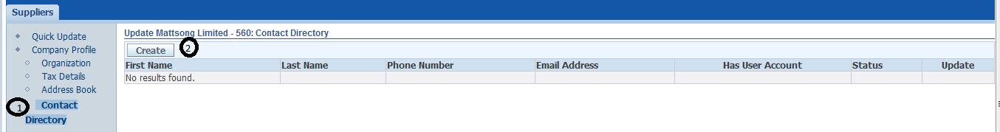 Suppliers
Quick Update
Company Profile
Organization
Tax Details
Address Book
1 Contact
Directory
Update Mattsong Limited - 560: Contact Directory
Create 2
First Name Last Name Phone Number Email Address Has User Account Status Update
No results found.